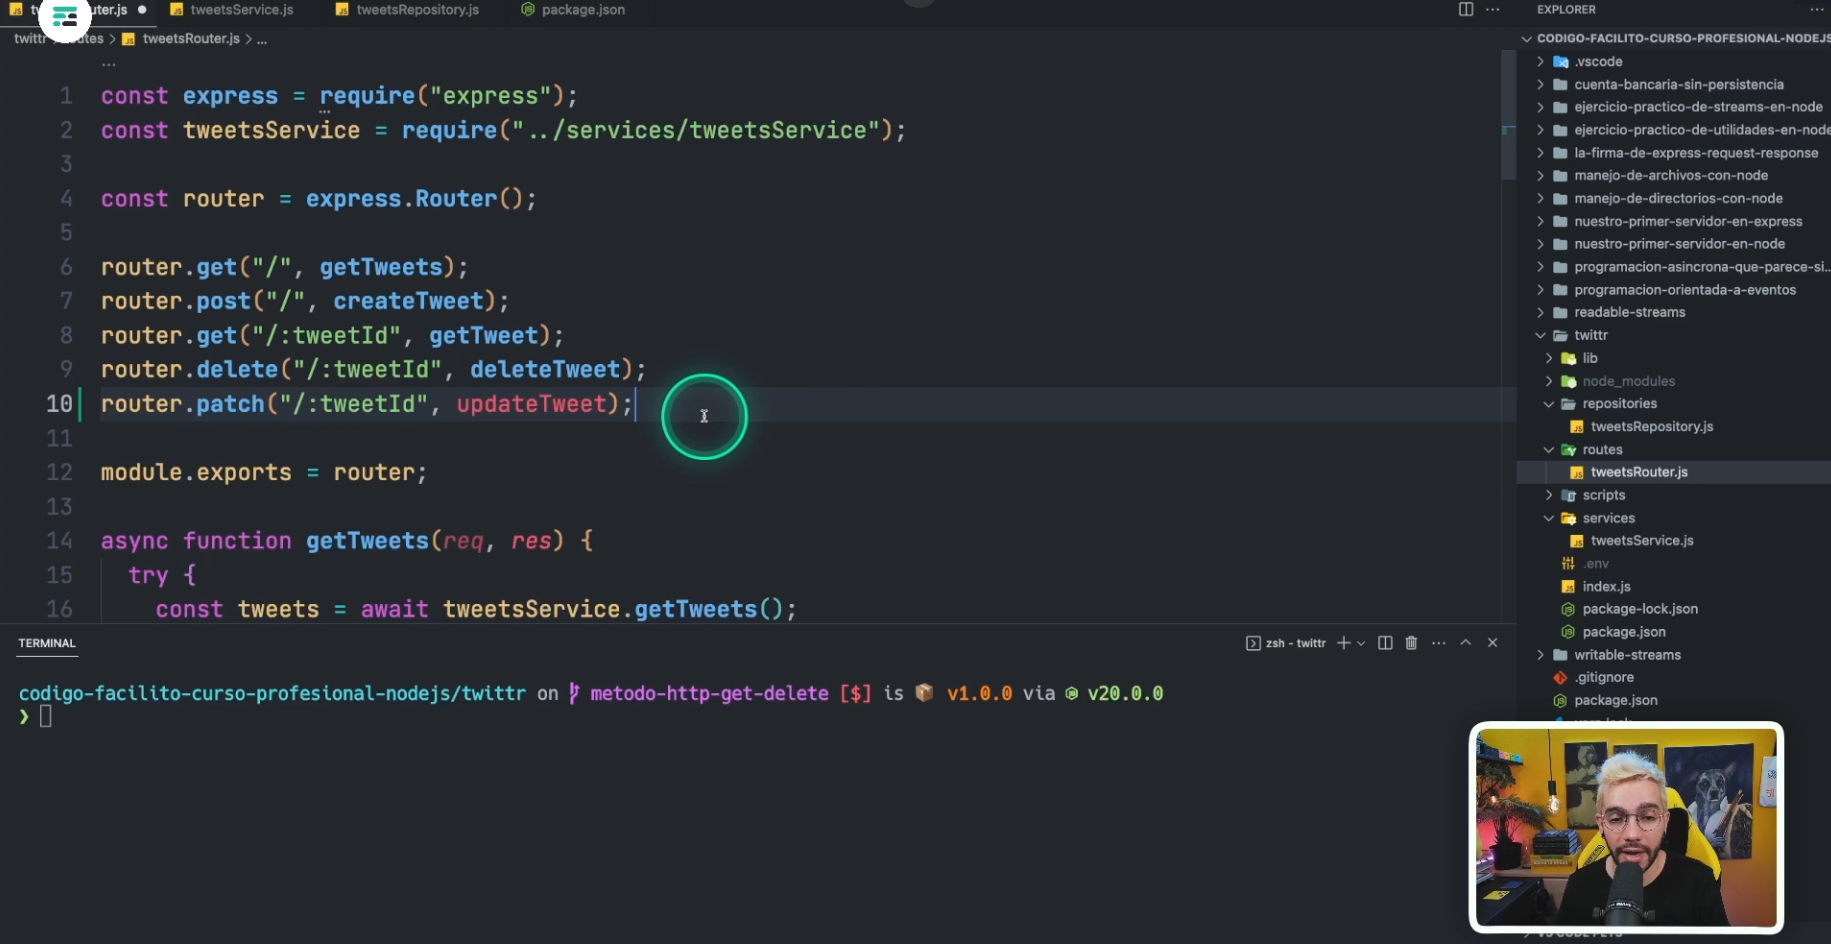 uter.js
tweetsService.js
tweetsRepository.js
package.json
EXPLORER
twittr
tweetsRouter.js > ...
CODIGO-FACILITO-CURSO-PROFESIONAL-NODEJS
...
1 const express = require("express");
2 const tweetsService = require("../services/tweetsService");
3
4 const router = express.Router();
5
6 router.get("/", getTweets);
7 router.post("/", createTweet);
8 router.get("/:tweetId", getTweet);
9 router.delete("/:tweetId", deleteTweet);
10 router.patch("/:tweetId", updateTweet);
11
12 module.exports = router;
13
14 async function getTweets(req, res) {
15 try {
16 const tweets = await tweetsService.getTweets();
.vscode
cuenta-bancaria-sin-persistencia
ejercicio-practico-de-streams-en-node
ejercicio-practico-de-utilidades-en-node
la-firma-de-express-request-response
manejo-de-archivos-con-node
manejo-de-directorios-con-node
nuestro-primer-servidor-en-express
nuestro-primer-servidor-en-node
programacion-asincrona-que-parece-si...
programacion-orientada-a-eventos
readable-streams
twittr
lib
node_modules
repositories
tweetsRepository.js
routes
tweetsRouter.js
scripts
services
tweetsService.js
.env
index.js
package-lock.json
package.json
writable-streams
.gitignore
package.json
TERMINAL
zsh - twittr
codigo-facilito-curso-profesional-nodejs/twittr on metodo-http-get-delete [$] is v1.0.0 via v20.0.0
❯